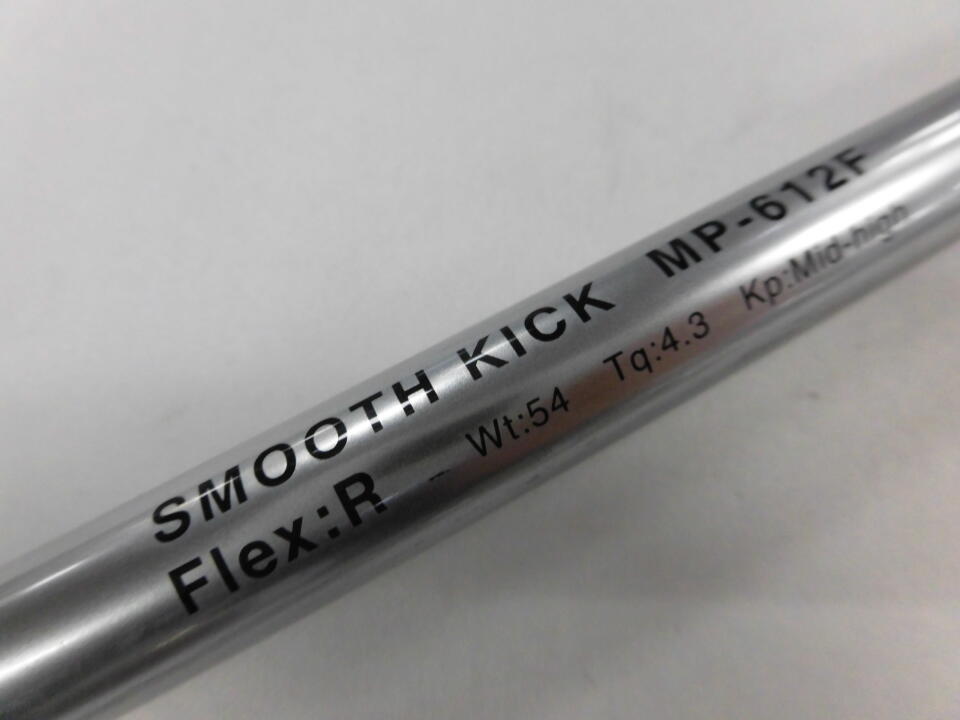 SMOOTH KICK MP-612F
Flex:R Wt:54 Tq:4.3 Kp:Mid-high